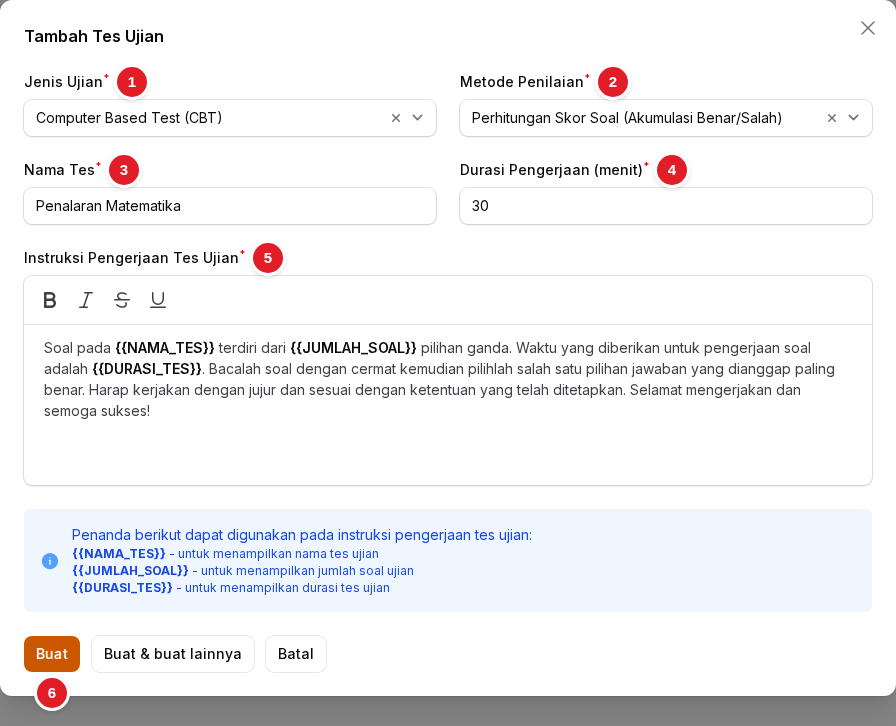 Tambah Tes Ujian
Jenis Ujian* 1
Metode Penilaian* 2
Computer Based Test (CBT)
Perhitungan Skor Soal (Akumulasi Benar/Salah)
Nama Tes* 3
Durasi Pengerjaan (menit)* 4
Penalaran Matematika
30
Instruksi Pengerjaan Tes Ujian* 5
B I S U
Soal pada {{NAMA_TES}} terdiri dari {{JUMLAH_SOAL}} pilihan ganda. Waktu yang diberikan untuk pengerjaan soal
adalah {{DURASI_TES}}. Bacalah soal dengan cermat kemudian pilihlah salah satu pilihan jawaban yang dianggap paling
benar. Harap kerjakan dengan jujur dan sesuai dengan ketentuan yang telah ditetapkan. Selamat mengerjakan dan
semoga sukses!
Penanda berikut dapat digunakan pada instruksi pengerjaan tes ujian:
{{NAMA_TES}} - untuk menampilkan nama tes ujian
{{JUMLAH_SOAL}} - untuk menampilkan jumlah soal ujian
{{DURASI_TES}} - untuk menampilkan durasi tes ujian
Buat
Buat & buat lainnya
Batal
6